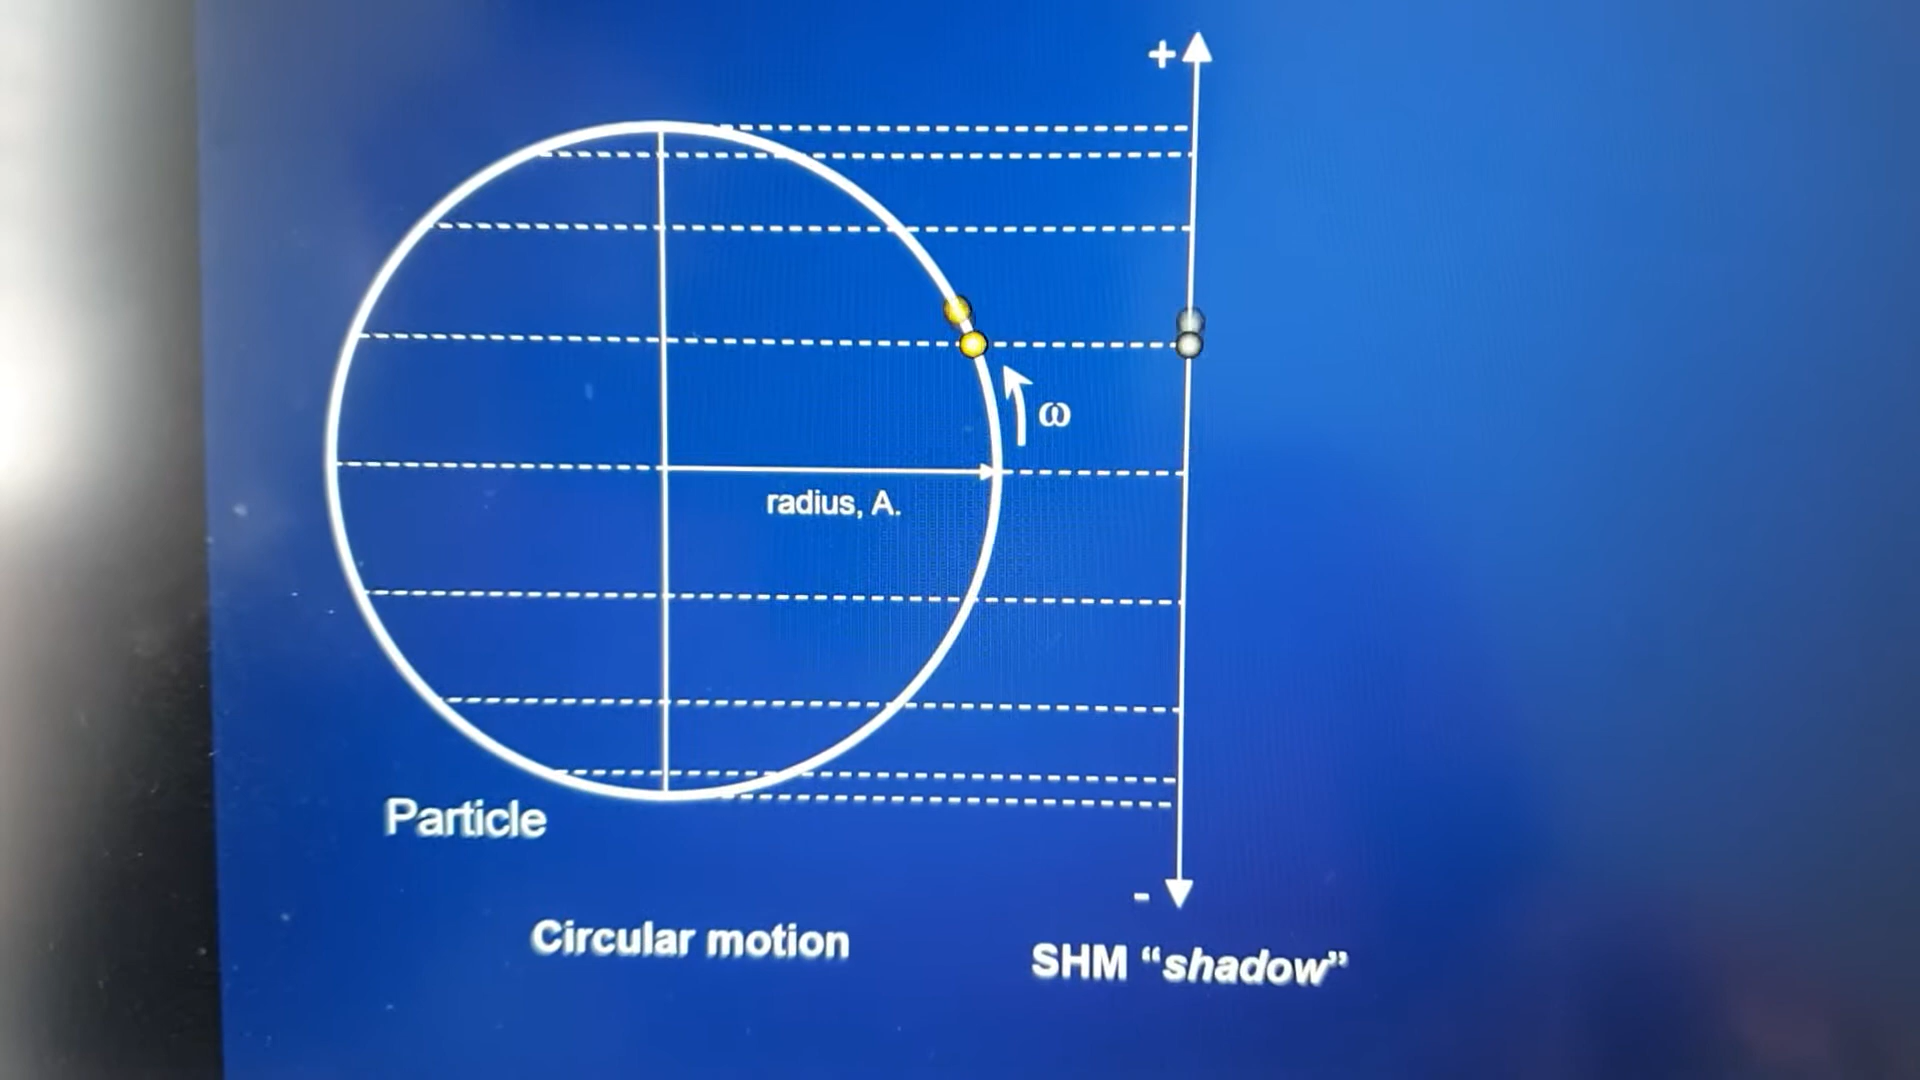 +
ω
radius, A.
-
Particle
Circular motion
SHM “shadow”